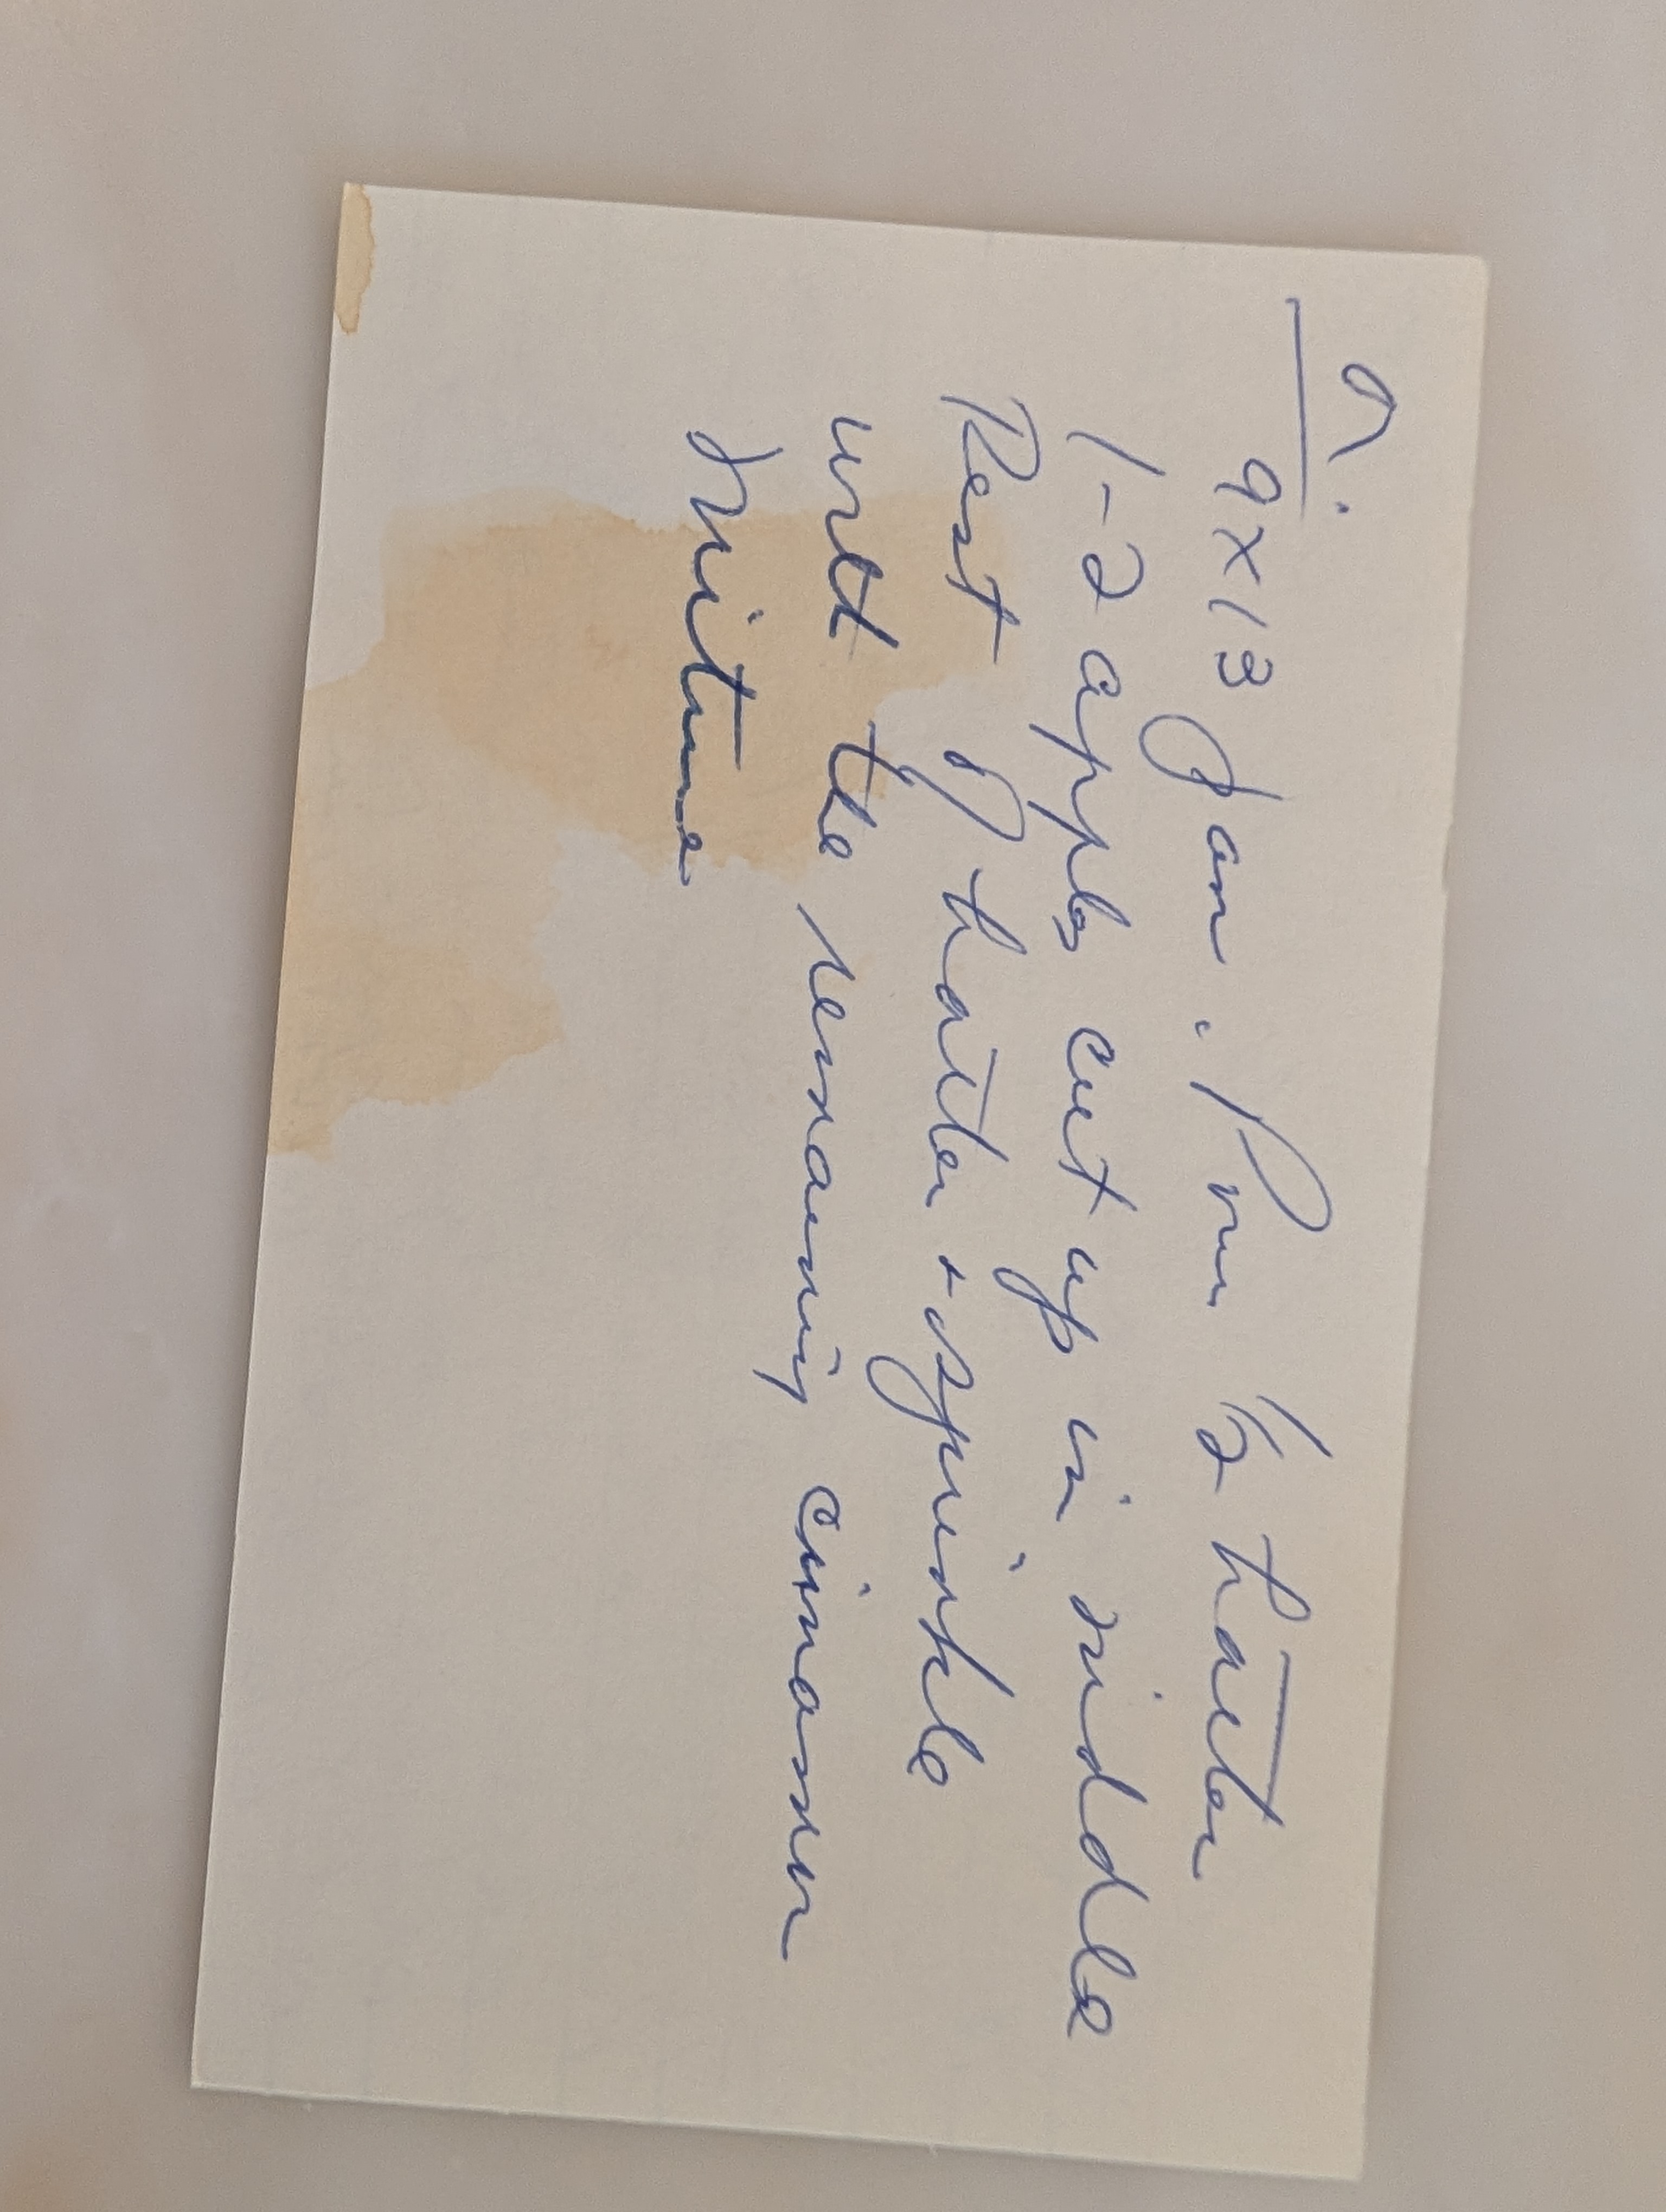 2.
9x13 pan. Pour 1/2 batter
1-2 apples cut up in middle
Rest of batter + sprinkle
with the remaining cinnamon
mixture